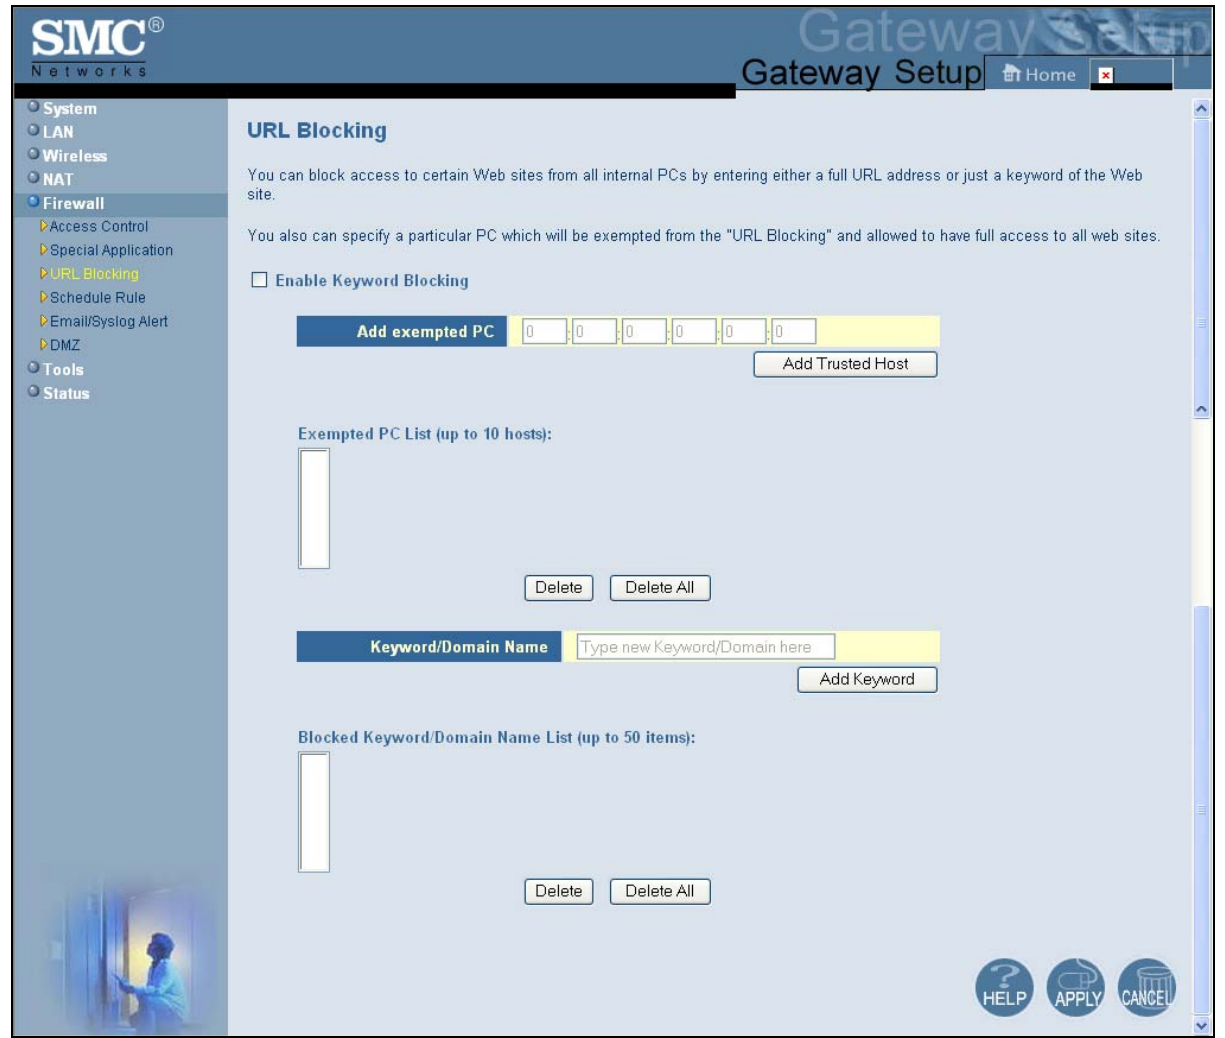 SMC®
Networks
Gateway Setup
Gateway Setup
Home
System
LAN
Wireless
NAT
Firewall
Access Control
Special Application
URL Blocking
Schedule Rule
Email/Syslog Alert
DMZ
Tools
Status
URL Blocking
You can block access to certain Web sites from all internal PCs by entering either a full URL address or just a keyword of the Web
site.
You also can specify a particular PC which will be exempted from the "URL Blocking" and allowed to have full access to all web sites.
Enable Keyword Blocking
Add exempted PC 0 :0 :0 :0 :0 :0
Add Trusted Host
Exempted PC List (up to 10 hosts):
Delete Delete All
Keyword/Domain Name Type new Keyword/Domain here
Add Keyword
Blocked Keyword/Domain Name List (up to 50 items):
Delete Delete All
HELP APPLY CANCEL